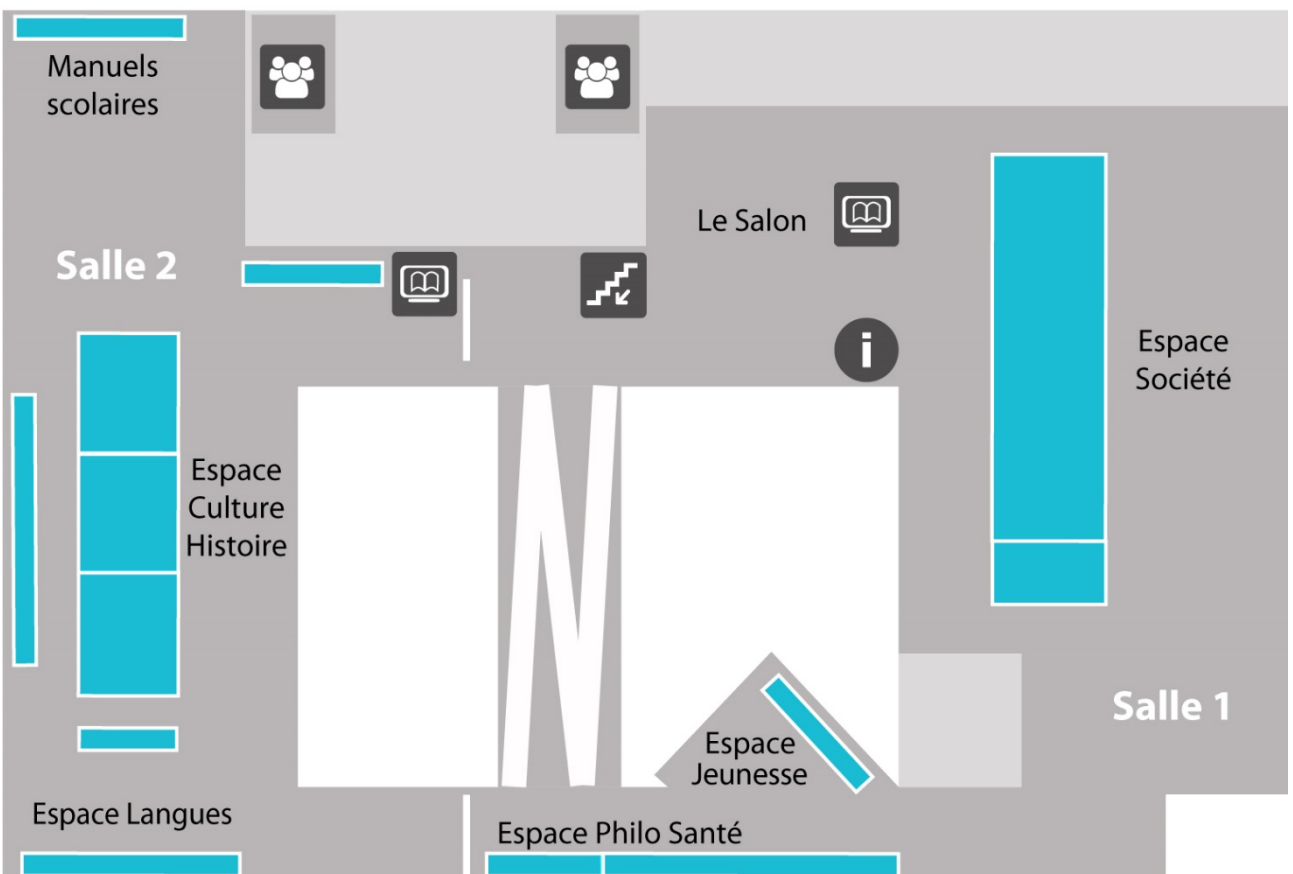 Manuels
scolaires
Salle 2
Le Salon
i
Espace
Société
Espace
Culture
Histoire
Salle 1
Espace
Jeunesse
Espace Langues
Espace Philo Santé